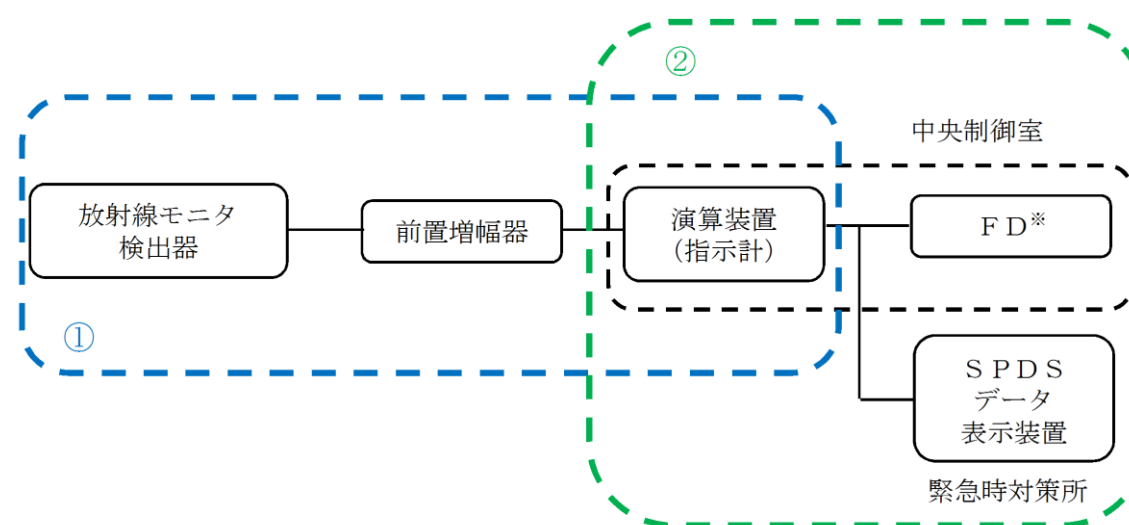 ②
中央制御室
放射線モニタ
検出器
前置増幅器
演算装置
（指示計）
ＦＤ※
①
ＳＰＤＳ
データ
表示装置
緊急時対策所